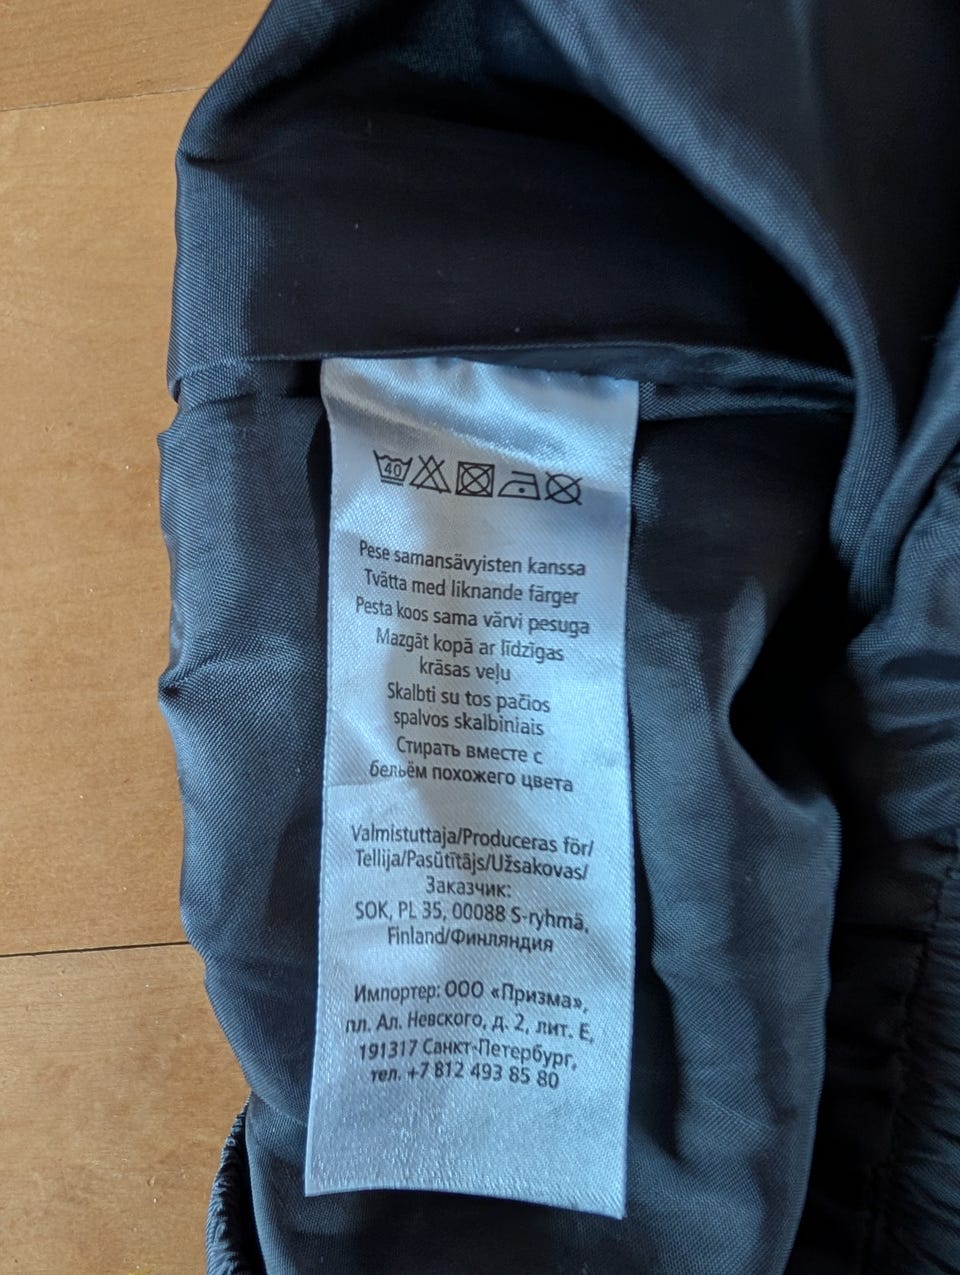 40
Pese samansävyisten kanssa
Tvätta med liknande färger
Pesta koos sama värvi pesuga
Mazgāt kopā ar līdzīgas
krāsas veļu
Skalbti su tos pačios
spalvos skalbiniais
Стирать вместе с
бельём похожего цвета
Valmistuttaja/Produceras för/
Tellija/Pasūtītājs/Užsakovas/
Заказчик:
SOK, PL 35, 00088 S-ryhmä,
Finland/Финляндия
Импортер: ООО «Призма»,
пл. Ал. Невского, д. 2, лит. Е,
191317 Санкт-Петербург,
тел. +7 812 493 85 80